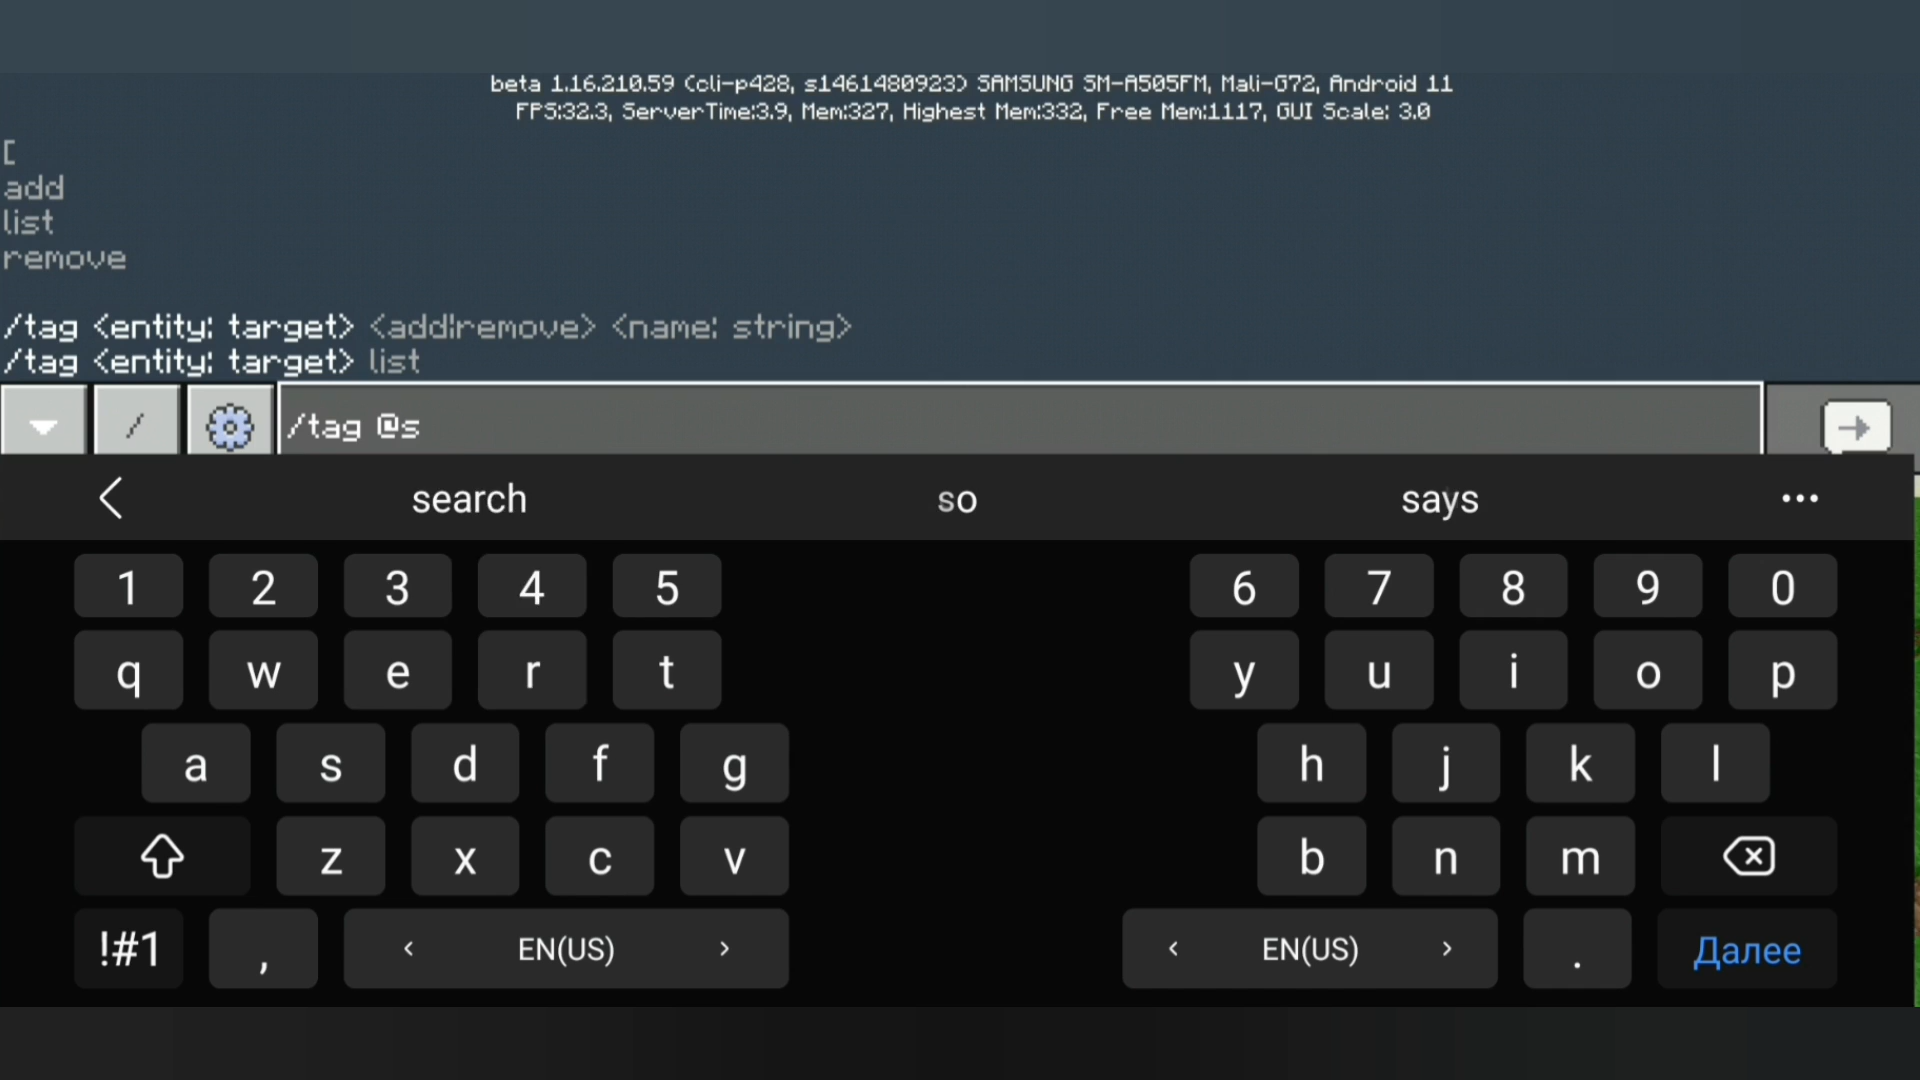 beta 1.16.210.59 (cli-p428, s1461480923) SAMSUNG SM-A505FM, Mali-G72, Android 11
FPS:32.3, ServerTime:3.9, Mem:327, Highest Mem:332, Free Mem:1117, GUI Scale: 3.0
[
add
list
remove
/tag <entity: target> <add|remove> <name: string>
/tag <entity: target> list
/ /tag @s
search so says ...
1 2 3 4 5 6 7 8 9 0
q w e r t y u i o p
a s d f g h j k l
z x c v b n m
!#1 , < EN(US) > < EN(US) > . Далее